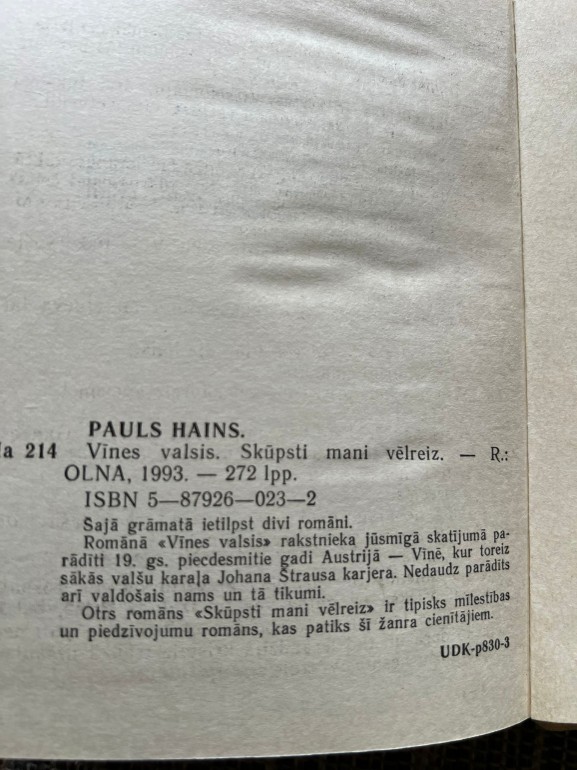 PAULS HAINS.
a 214 Vīnes valsis. Skūpsti mani vēlreiz. — R.:
OLNA, 1993. — 272 lpp.
ISBN 5—87926—023—2
Šajā grāmatā ietilpst divi romāni.
Romānā «Vīnes valsis» rakstnieka jūsmīgā skatījumā pa-
rādīti 19. gs. piecdesmitie gadi Austrijā — Vīnē, kur toreiz
sākās valšu karaļa Johana Štrausa karjera. Nedaudz parādīts
arī valdošais nams un tā tikumi.
Otrs romāns «Skūpsti mani vēlreiz» ir tipisks mīlestības
un piedzīvojumu romāns, kas patiks šī žanra cienītājiem.
UDK-p830-3